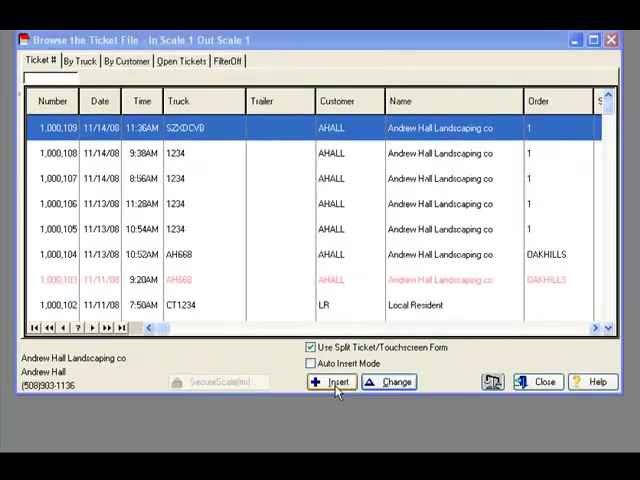 Browse the Ticket File - In Scale 1 Out Scale 1
Ticket # By Truck By Customer Open Tickets FilterOff
Number Date Time Truck Trailer Customer Name Order S
1,000,109 11/14/08 11:36AM SZXDCVB AHALL Andrew Hall Landscaping co 1
1,000,108 11/14/08 9:38AM 1234 AHALL Andrew Hall Landscaping co 1
1,000,107 11/14/08 8:56AM 1234 AHALL Andrew Hall Landscaping co 1
1,000,106 11/13/08 11:28AM 1234 AHALL Andrew Hall Landscaping co 1
1,000,105 11/13/08 10:54AM 1234 AHALL Andrew Hall Landscaping co 1
1,000,104 11/13/08 10:52AM AH668 AHALL Andrew Hall Landscaping co OAKHILLS
1,000,103 11/11/08 9:20AM AH668 AHALL Andrew Hall Landscaping co OAKHILLS
1,000,102 11/11/08 7:50AM CT1234 LR Local Resident
Use Split Ticket/Touchscreen Form
Andrew Hall Landscaping co
Auto Insert Mode
Andrew Hall
(508)903-1136
SecureScale(tm)
Insert Change Close Help